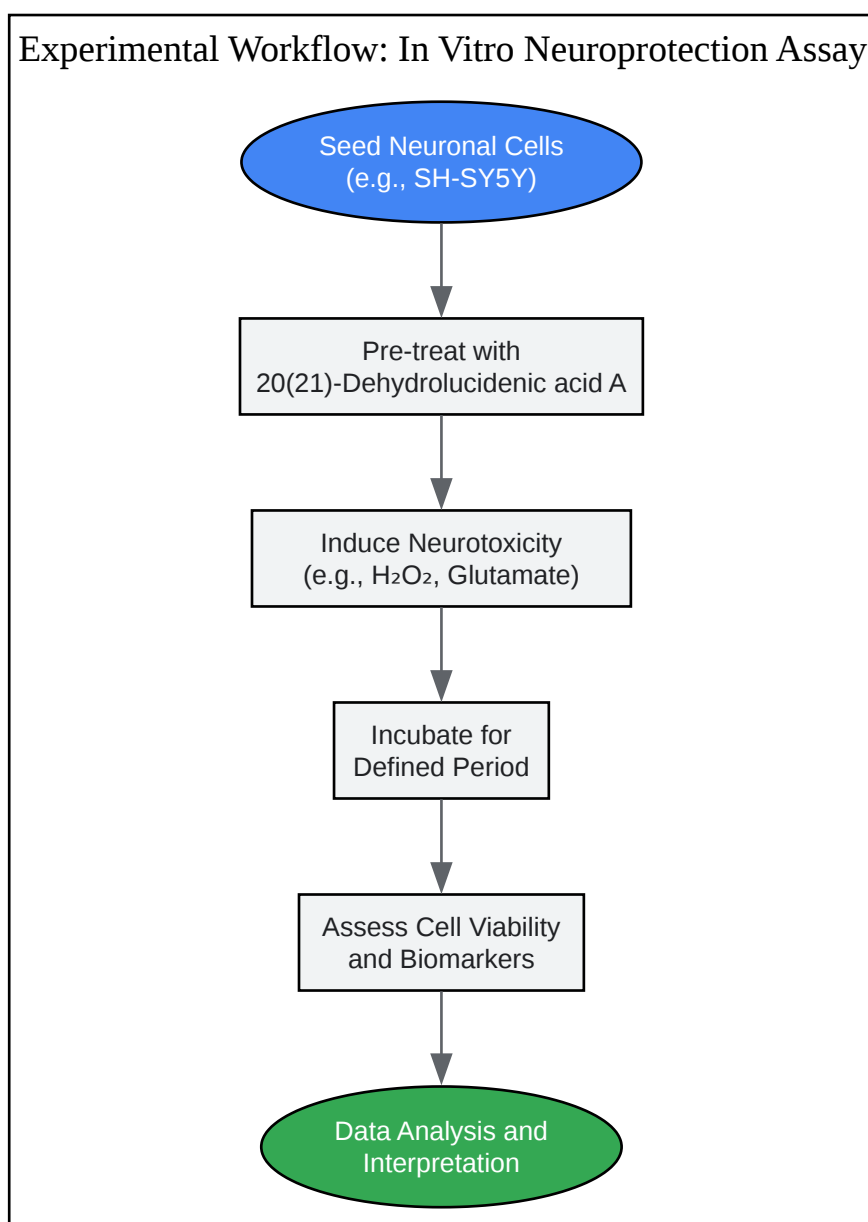 Experimental Workflow: In Vitro Neuroprotection Assay
Seed Neuronal Cells
(e.g., SH-SY5Y)
Pre-treat with
20(21)-Dehydrolucidenic acid A
Induce Neurotoxicity
(e.g., H₂O₂, Glutamate)
Incubate for
Defined Period
Assess Cell Viability
and Biomarkers
Data Analysis and
Interpretation